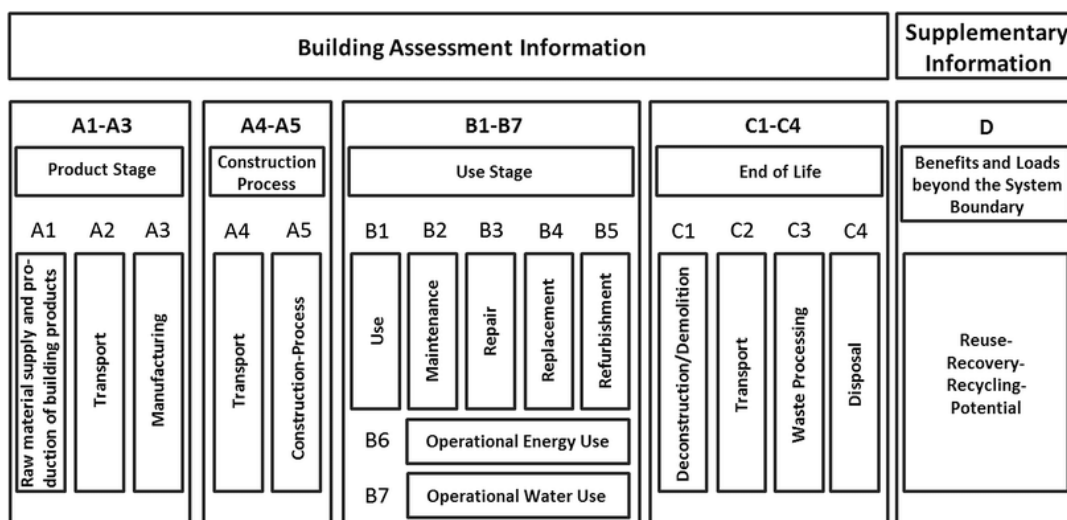 Building Assessment Information
Supplementary
Information
A1-A3
Product Stage
A1
A2
A3
Raw material supply and pro-
duction of building products
Transport
Manufacturing
A4-A5
Construction
Process
A4
A5
Transport
Construction-Process
B1-B7
Use Stage
B1
B2
B3
B4
B5
Use
Maintenance
Repair
Replacement
Refurbishment
B6
Operational Energy Use
B7
Operational Water Use
C1-C4
End of Life
C1
C2
C3
C4
Deconstruction/Demolition
Transport
Waste Processing
Disposal
D
Benefits and Loads
beyond the System
Boundary
Reuse-
Recovery-
Recycling-
Potential